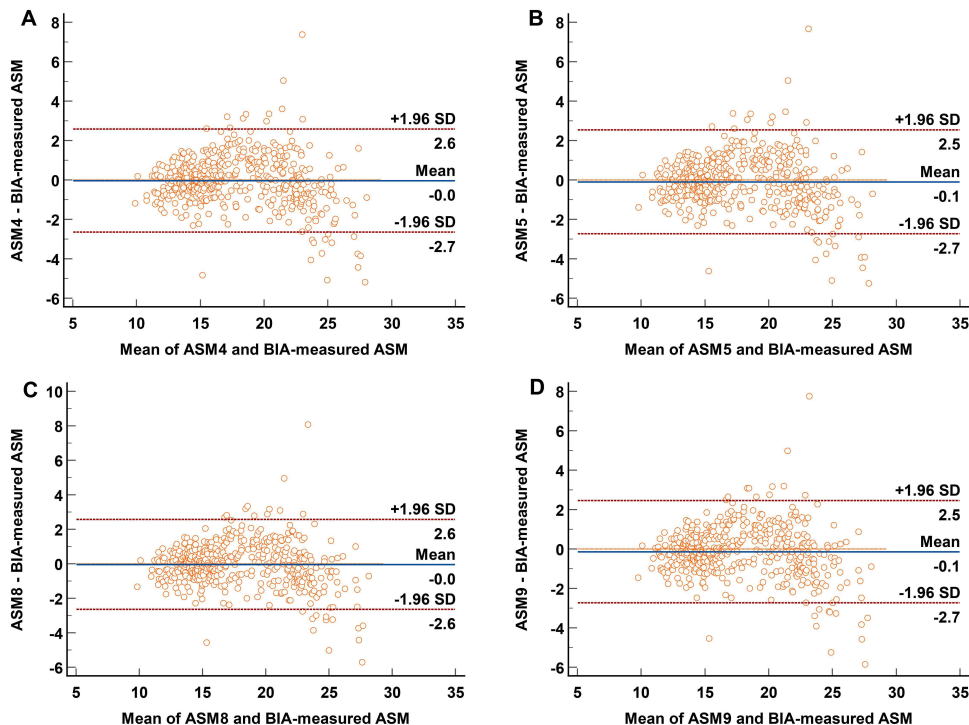 A
ASM4 - BIA-measured ASM
8
6
4
2
0
-2
-4
-6
+1.96 SD
2.6
Mean
-0.0
-1.96 SD
-2.7
5 10 15 20 25 30 35
Mean of ASM4 and BIA-measured ASM
B
ASM5 - BIA-measured ASM
8
6
4
2
0
-2
-4
-6
+1.96 SD
2.5
Mean
-0.1
-1.96 SD
-2.7
5 10 15 20 25 30 35
Mean of ASM5 and BIA-measured ASM
C
ASM8 - BIA-measured ASM
10
8
6
4
2
0
-2
-4
-6
+1.96 SD
2.6
Mean
-0.0
-1.96 SD
-2.6
5 10 15 20 25 30 35
Mean of ASM8 and BIA-measured ASM
D
ASM9 - BIA-measured ASM
8
6
4
2
0
-2
-4
-6
+1.96 SD
2.5
Mean
-0.1
-1.96 SD
-2.7
5 10 15 20 25 30 35
Mean of ASM9 and BIA-measured ASM